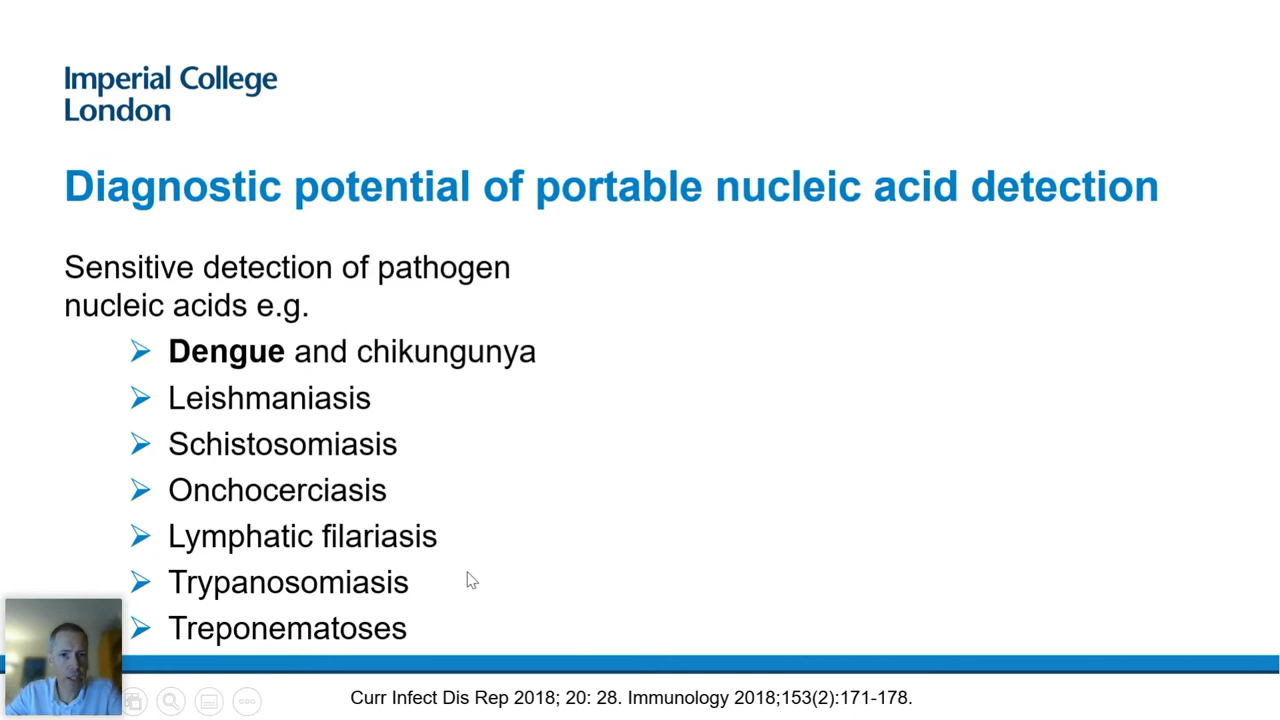 Imperial College
London
Diagnostic potential of portable nucleic acid detection
Sensitive detection of pathogen
nucleic acids e.g.
Dengue and chikungunya
Leishmaniasis
Schistosomiasis
Onchocerciasis
Lymphatic filariasis
Trypanosomiasis
Treponematoses
Curr Infect Dis Rep 2018; 20: 28. Immunology 2018;153(2):171-178.